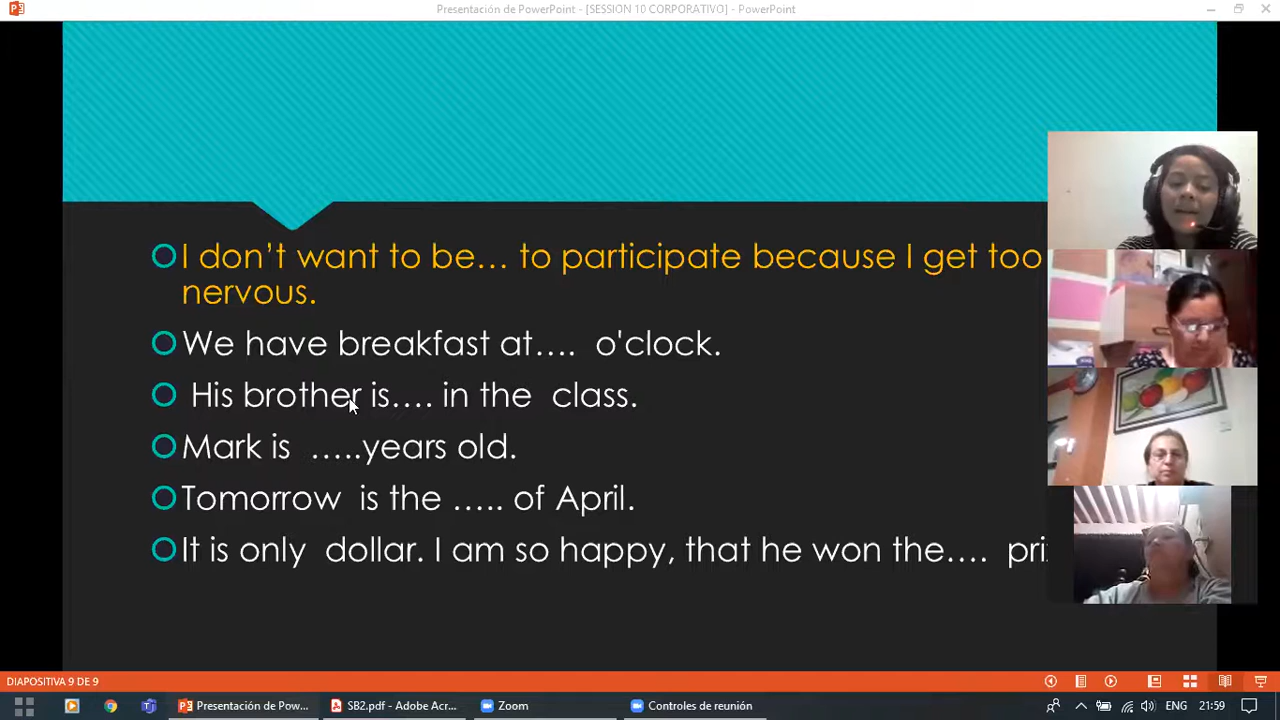 Presentación de PowerPoint - [SESSION 10 CORPORATIVO] - PowerPoint
I don't want to be... to participate because I get too
nervous.
We have breakfast at.... o'clock.
His brother is.... in the class.
Mark is .....years old.
Tomorrow is the ..... of April.
It is only dollar. I am so happy, that he won the....
DIAPOSITIVA 9 DE 9
Presentación de Pow... SB2.pdf - Adobe Acr... Zoom Controles de reunión ENG 21:59